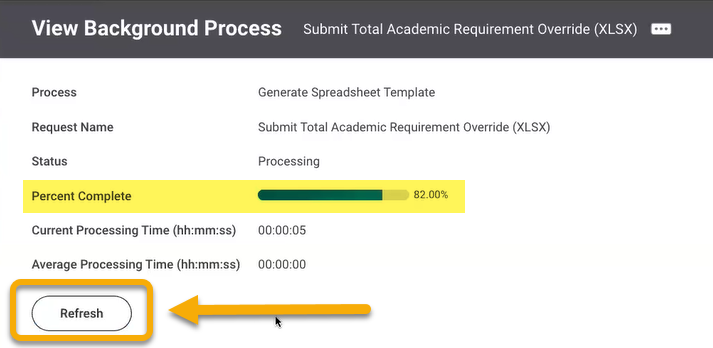 View Background Process Submit Total Academic Requirement Override (XLSX)
Process Generate Spreadsheet Template
Request Name Submit Total Academic Requirement Override (XLSX)
Status Processing
Percent Complete 82.00%
Current Processing Time (hh:mm:ss) 00:00:05
Average Processing Time (hh:mm:ss) 00:00:00
Refresh